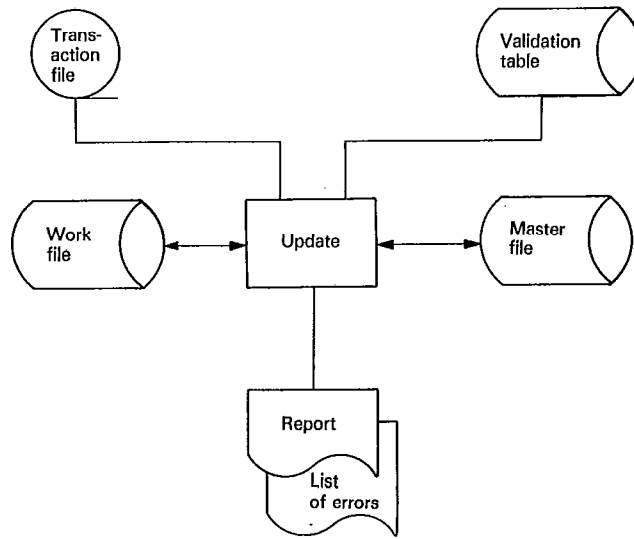 Trans-
action
file
Validation
table
Work
file
Update
Master
file
Report
List
of errors